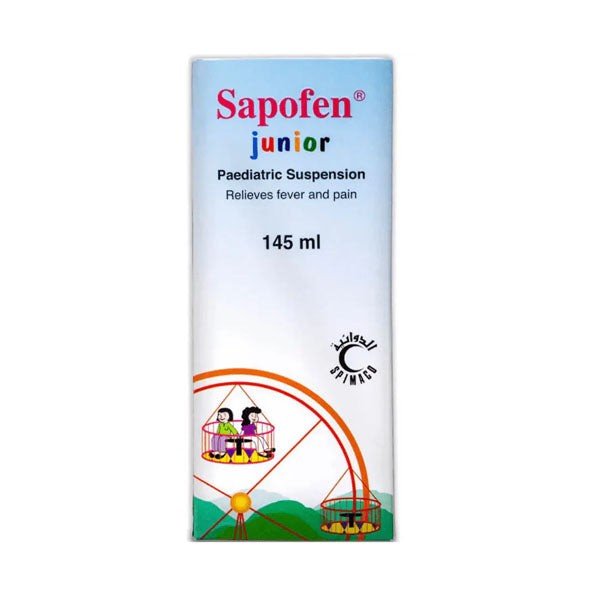 Sapofen®
junior
Paediatric Suspension
Relieves fever and pain
145 ml
الدوائية
SPIMACO